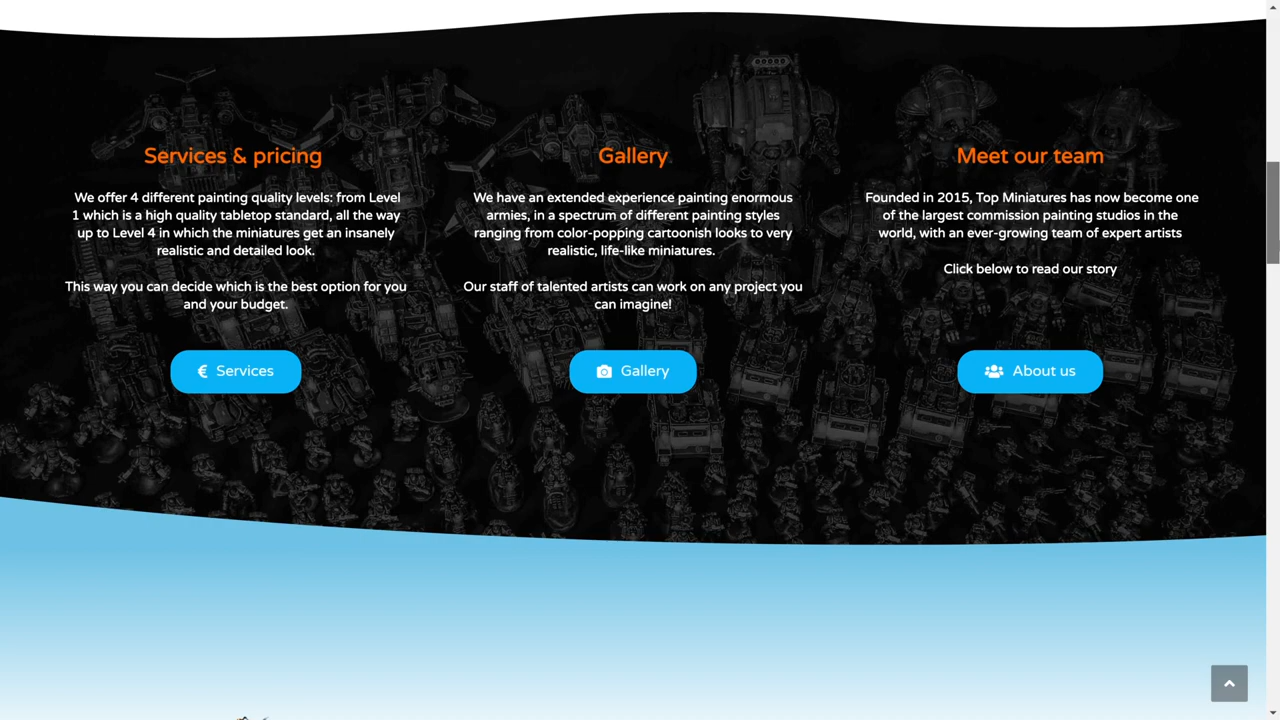 Services & pricing
We offer 4 different painting quality levels: from Level
1 which is a high quality tabletop standard, all the way
up to Level 4 in which the miniatures get an insanely
realistic and detailed look.
This way you can decide which is the best option for you
and your budget.
€ Services
Gallery
We have an extended experience painting enormous
armies, in a spectrum of different painting styles
ranging from color-popping cartoonish looks to very
realistic, life-like miniatures.
Our staff of talented artists can work on any project you
can imagine!
Gallery
Meet our team
Founded in 2015, Top Miniatures has now become one
of the largest commission painting studios in the
world, with an ever-growing team of expert artists
Click below to read our story
About us